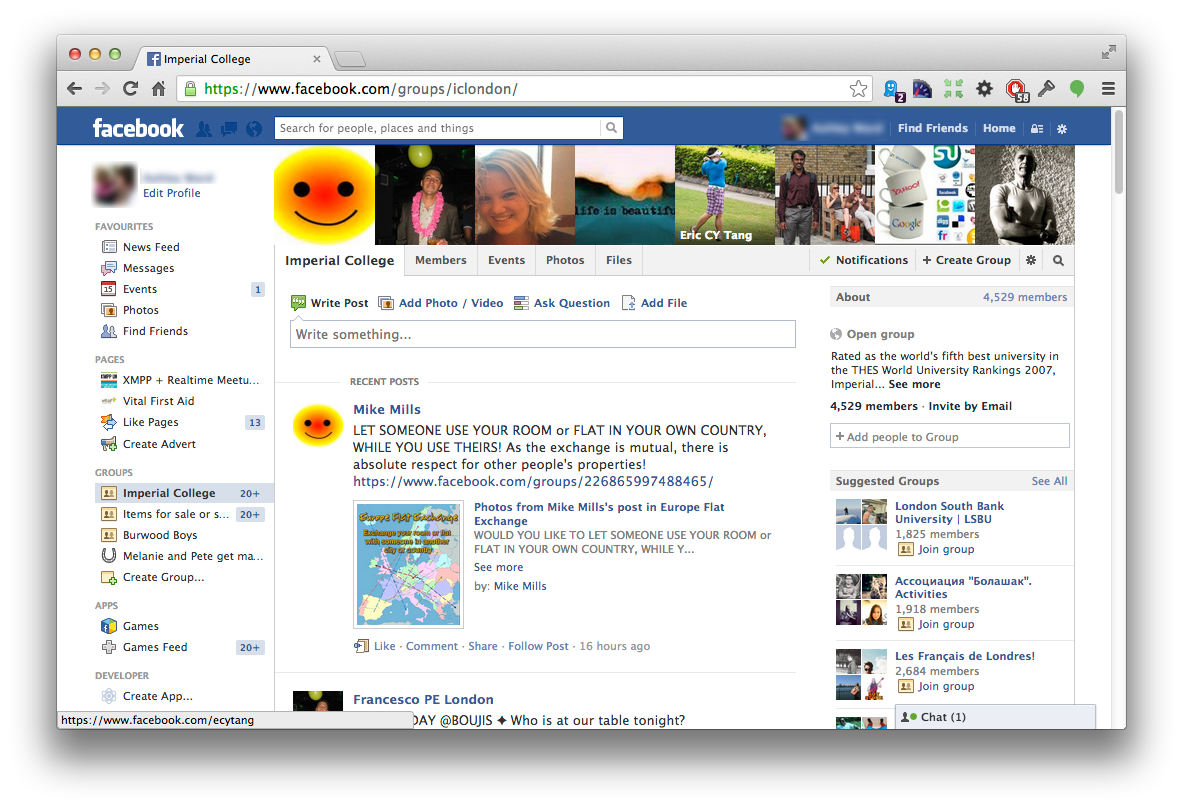 Imperial College
https://www.facebook.com/groups/iclondon/
2
58
facebook
Search for people, places and things
Find Friends
Home
Edit Profile
FAVOURITES
News Feed
Messages
15
Events
1
Photos
Find Friends
PAGES
XMPP + Realtime Meetu...
Vital First Aid
Like Pages
13
Create Advert
GROUPS
Imperial College
20+
Items for sale or s...
20+
Burwood Boys
Melanie and Pete get ma...
Create Group...
APPS
Games
Games Feed
20+
DEVELOPER
Create App...
https://www.facebook.com/ecytang
life is beautiful
Eric CY Tang
YAHOO!
Google
facebook
Imperial College
Members
Events
Photos
Files
Notifications
+ Create Group
Write Post
Add Photo / Video
Ask Question
Add File
Write something...
RECENT POSTS
Mike Mills
LET SOMEONE USE YOUR ROOM or FLAT IN YOUR OWN COUNTRY,
WHILE YOU USE THEIRS! As the exchange is mutual, there is
absolute respect for other people's properties!
https://www.facebook.com/groups/226865997488465/
Europe Flat Exchange
Exchange your room or flat
with someone in another
city or country
Photos from Mike Mills's post in Europe Flat
Exchange
WOULD YOU LIKE TO LET SOMEONE USE YOUR ROOM or
FLAT IN YOUR OWN COUNTRY, WHILE Y...
See more
by: Mike Mills
Like · Comment · Share · Follow Post · 16 hours ago
Francesco PE London
DAY @BOUJIS ✦ Who is at our table tonight?
About
4,529 members
Open group
Rated as the world's fifth best university in
the THES World University Rankings 2007,
Imperial... See more
4,529 members · Invite by Email
+ Add people to Group
Suggested Groups
See All
London South Bank
University | LSBU
1,825 members
Join group
Ассоциация "Болашак".
Activities
1,918 members
Join group
Les Français de Londres!
2,684 members
Join group
Chat (1)